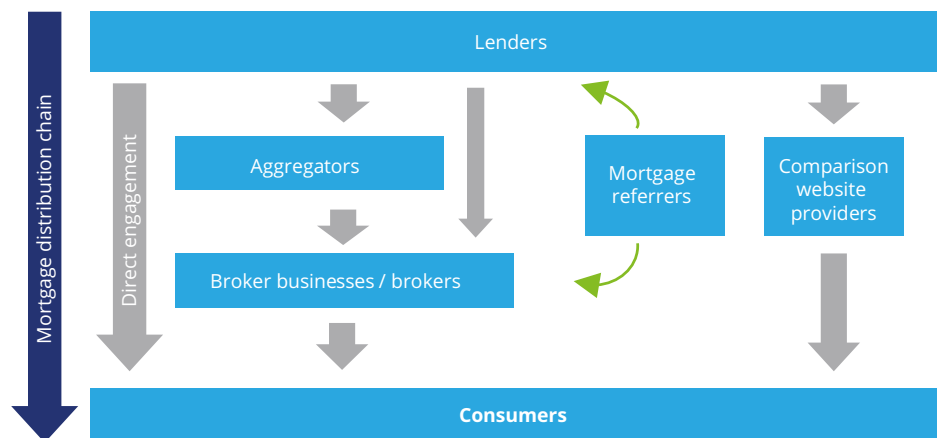 Lenders
Mortgage distribution chain
Direct engagement
Aggregators
Mortgage
referrers
Comparison
website
providers
Broker businesses / brokers
Consumers